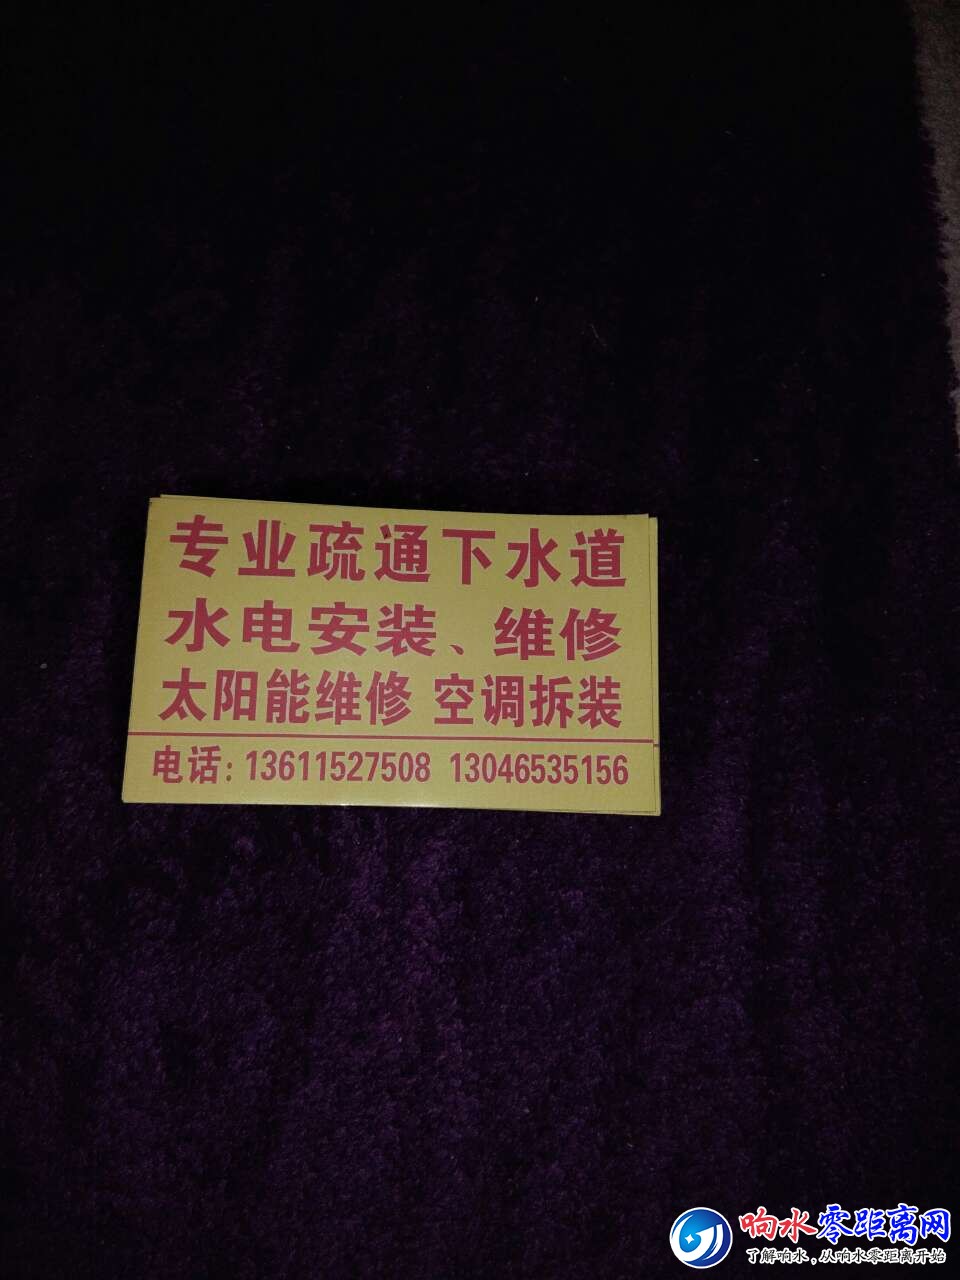 专业疏通下水道
水电安装、维修
太阳能维修 空调拆装
电话: 13611527508 13046535156
响水零距离网
了解响水，从响水零距离开始